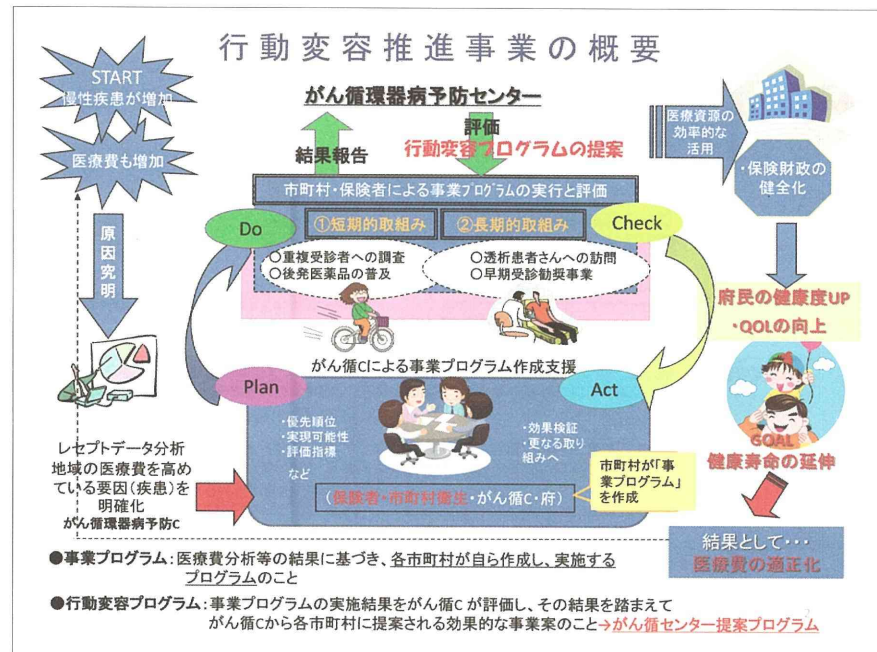 行動変容推進事業の概要
START
慢性疾患が増加
医療費も増加
原因究明
がん循環器病予防センター
結果報告
評価
行動変容プログラムの提案
医療資源の
効率的な
活用
・保険財政の
健全化
市町村・保険者による事業プログラムの実行と評価
Do
①短期的取組み
②長期的取組み
Check
○重複受診者への調査
○後発医薬品の普及
○透析患者さんへの訪問
○早期受診勧奨事業
府民の健康度UP
・QOLの向上
がん循Cによる事業プログラム作成支援
Plan
Act
・優先順位
・実現可能性
・評価指標
など
・効果検証
・更なる取り
組みへ
GOAL
健康寿命の延伸
レセプトデータ分析
地域の医療費を高め
ている要因(疾患)を
明確化
がん循環器病予防C
(保険者・市町村衛生・がん循C・府)
市町村が「事
業プログラム」
を作成
結果として・・・
医療費の適正化
●事業プログラム:医療費分析等の結果に基づき、各市町村が自ら作成し、実施する
プログラムのこと
●行動変容プログラム:事業プログラムの実施結果をがん循Cが評価し、その結果を踏まえて
がん循Cから各市町村に提案される効果的な事業案のこと→がん循センター提案プログラム
2